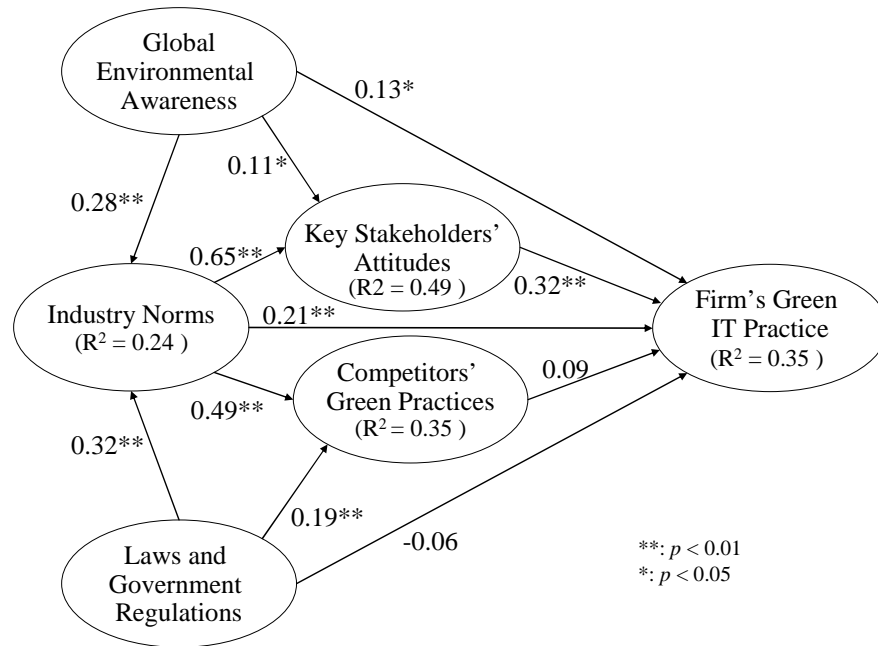 Global
Environmental
Awareness
0.13*
0.11*
0.28**
Key Stakeholders’
Attitudes
(R2 = 0.49 )
0.65**
0.32**
Firm’s Green
IT Practice
(R² = 0.35 )
Industry Norms
(R² = 0.24 )
0.21**
Competitors’
Green Practices
(R² = 0.35 )
0.09
0.49**
0.32**
0.19**
-0.06
Laws and
Government
Regulations
**: p < 0.01
*: p < 0.05